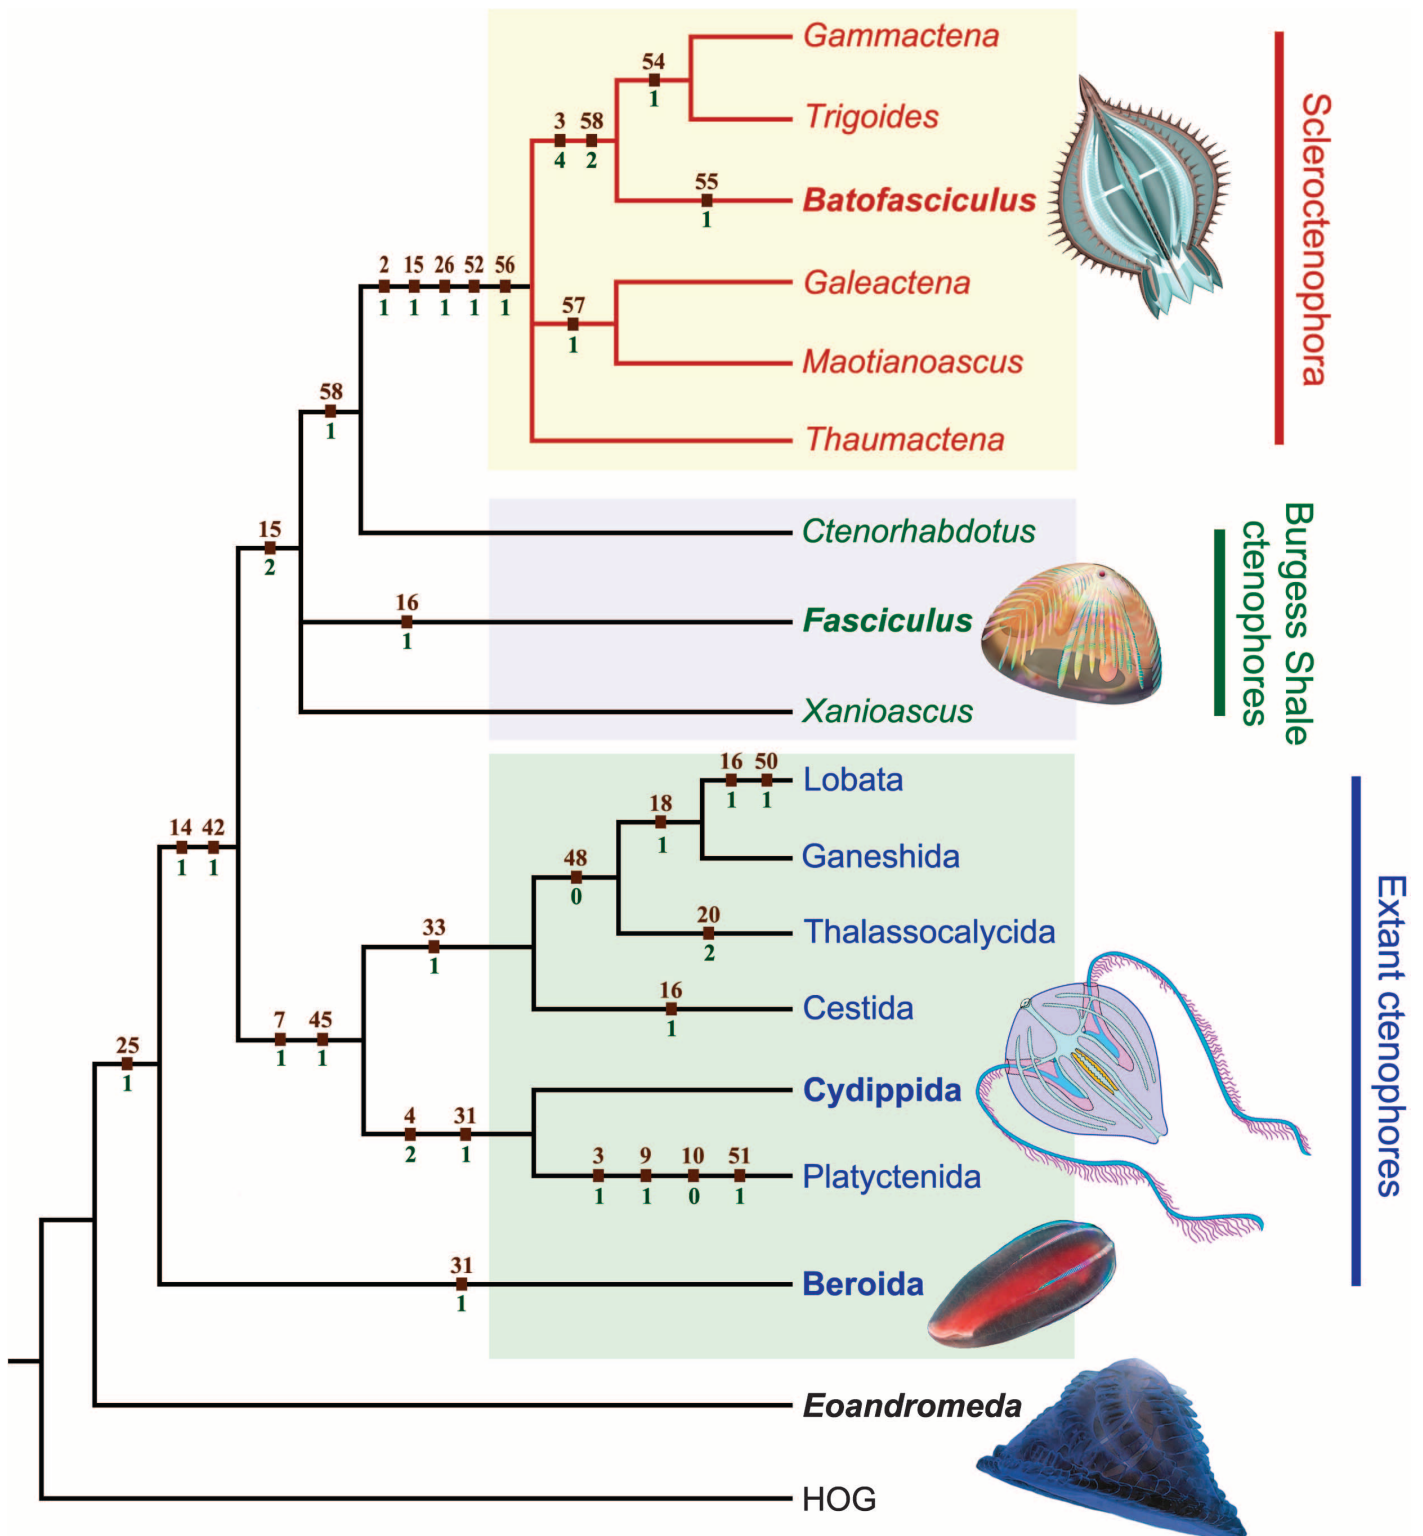 Gammactena
54
1
Trigoides
3 58
4 2
55
Batofasciculus
1
Scleroctenophora
2 15 26 52 56
1 1 1 1 1
Galeactena
57
1
Maotianoascus
58
1
Thaumactena
15
2
Ctenorhabdotus
16
Fasciculus
1
Xanioascus
Burgess Shale
ctenophores
16 50
Lobata
1 1
18
1
14 42
1 1
Ganeshida
48
0
20
Thalassocalycida
2
33
1
16
Cestida
1
7 45
1 1
25
1
Cydippida
4 31
2 1
3 9 10 51
Platyctenida
1 1 0 1
Extant ctenophores
31
Beroida
1
Eoandromeda
HOG